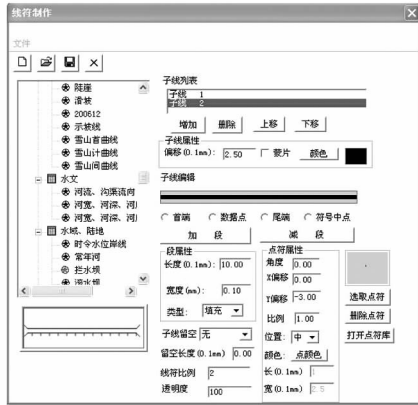 线符制作
文件
陡崖
滑坡
200612
示坡线
雪山首曲线
雪山计曲线
雪山间曲线
水文
河流、沟渠流向
河宽、河深、河
河宽、河深、河
水域、陆地
时令水位岸线
常年河
拦水坝
滚水坝
子线列表
子线 1
子线 2
增加 删除 上移 下移
子线属性
偏移(0.1mm): 2.50 蒙片 颜色
子线编辑
首端 数据点 尾端 符号中点
加 段 减 段
段属性
长度(0.1mm): 10.00
宽度(mm): 0.10
类型: 填充
子线留空 无
留空长度(0.1mm) 0.00
线符比例 2
透明度 100
点符属性
角度 0.00
X偏移 0.00
Y偏移 -3.00
比例 1.00
位置: 中
颜色: 点颜色
长(0.1mm) 1
宽(0.1mm) 2.5
选取点符
删除点符
打开点符库